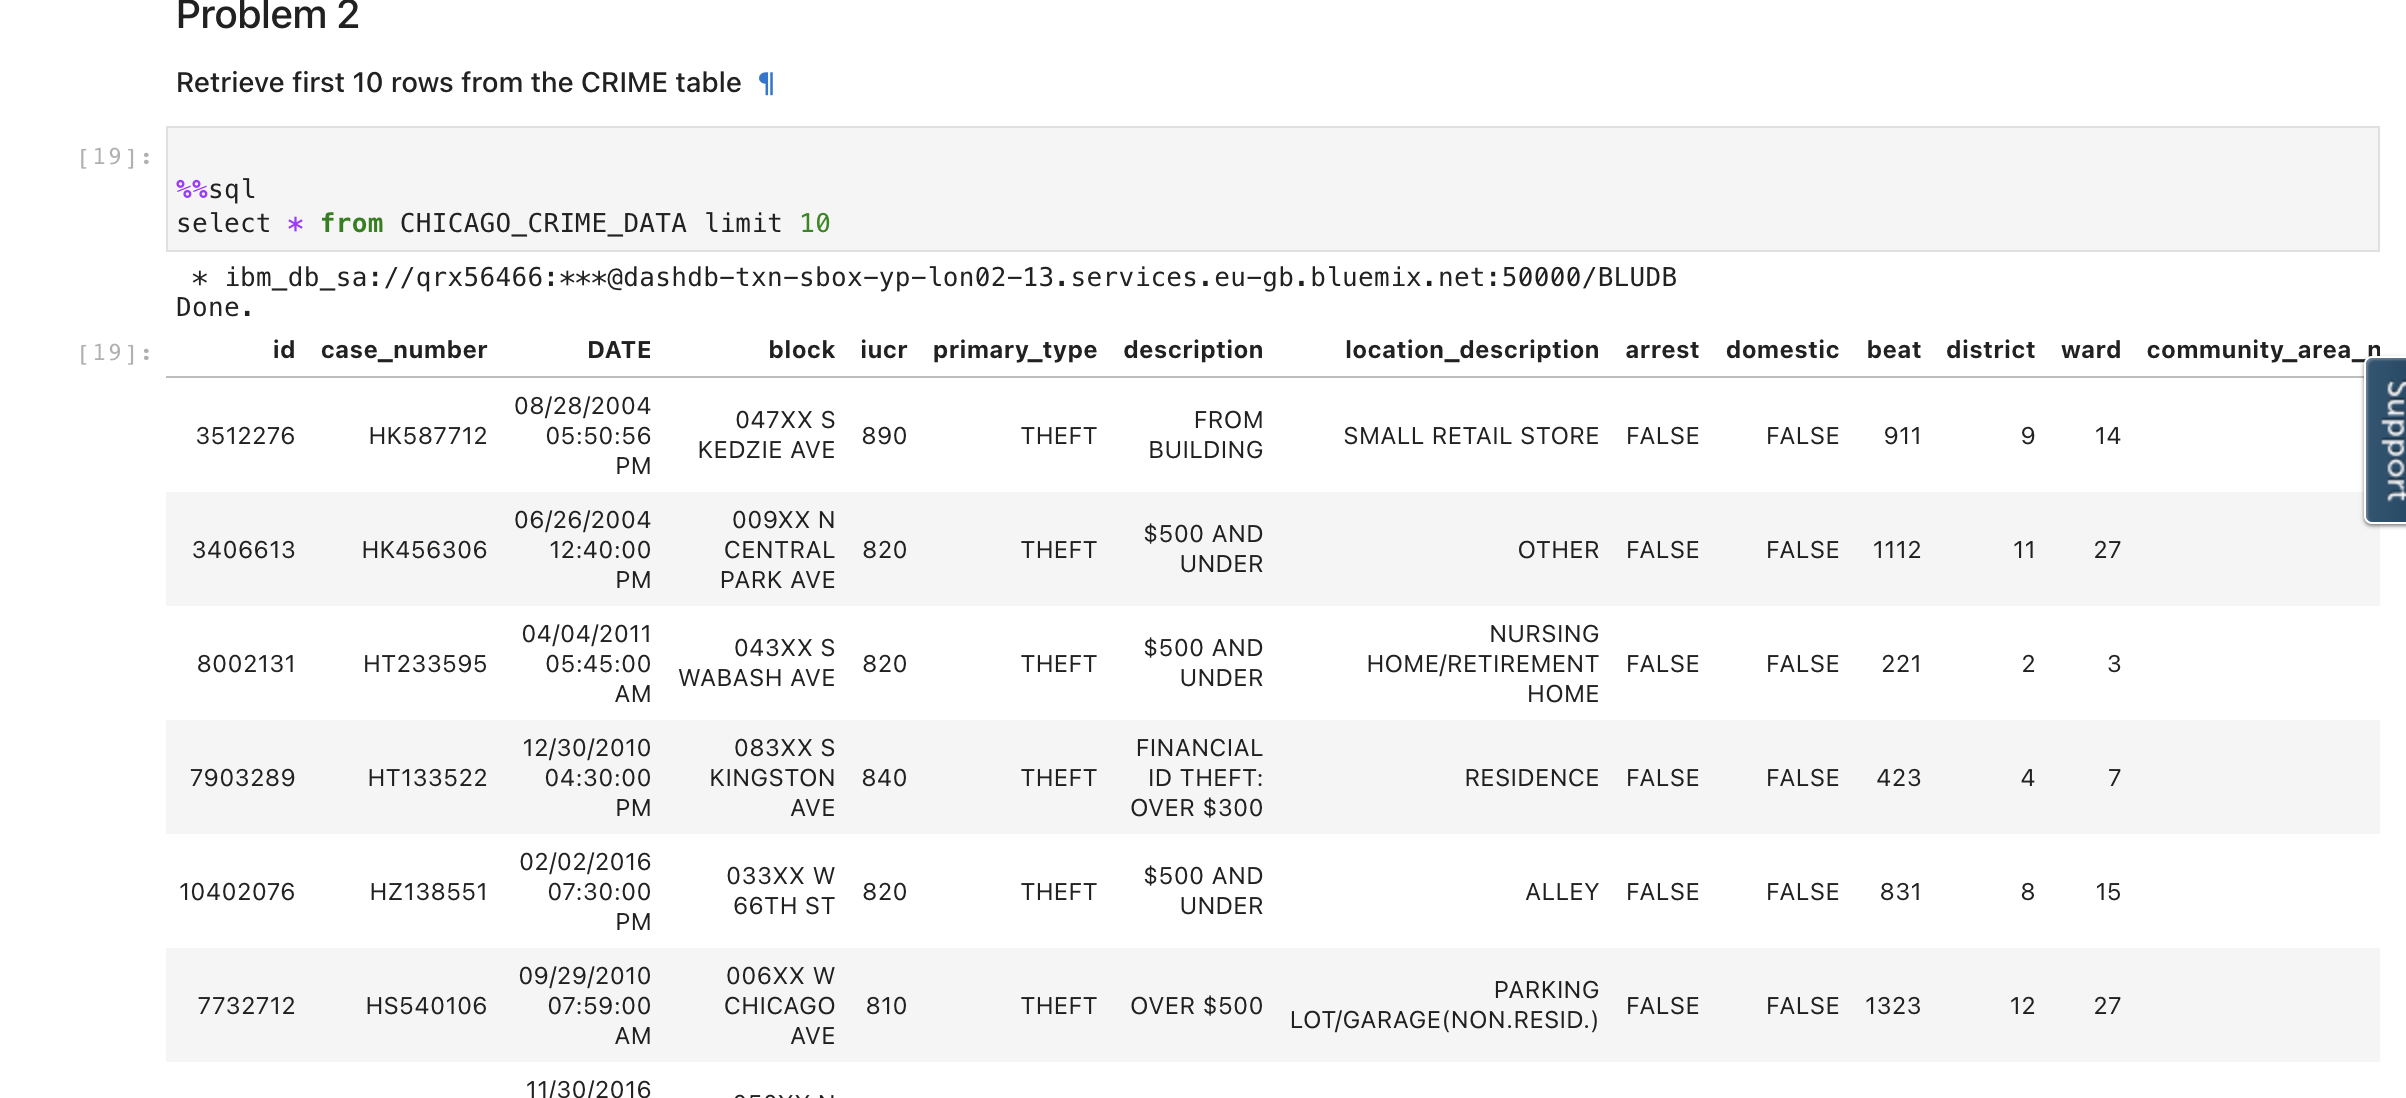 Problem 2
Retrieve first 10 rows from the CRIME table ¶
[19]:
%%sql
select * from CHICAGO_CRIME_DATA limit 10
* ibm_db_sa://qrx56466:***@dashdb-txn-sbox-yp-lon02-13.services.eu-gb.bluemix.net:50000/BLUDB
Done.
[19]: id case_number DATE block iucr primary_type description location_description arrest domestic beat district ward community_area_n
3512276 HK587712 08/28/2004 05:50:56 PM 047XX S KEDZIE AVE 890 THEFT FROM BUILDING SMALL RETAIL STORE FALSE FALSE 911 9 14
3406613 HK456306 06/26/2004 12:40:00 PM 009XX N CENTRAL PARK AVE 820 THEFT $500 AND UNDER OTHER FALSE FALSE 1112 11 27
8002131 HT233595 04/04/2011 05:45:00 AM 043XX S WABASH AVE 820 THEFT $500 AND UNDER NURSING HOME/RETIREMENT HOME FALSE FALSE 221 2 3
7903289 HT133522 12/30/2010 04:30:00 PM 083XX S KINGSTON AVE 840 THEFT FINANCIAL ID THEFT: OVER $300 RESIDENCE FALSE FALSE 423 4 7
10402076 HZ138551 02/02/2016 07:30:00 PM 033XX W 66TH ST 820 THEFT $500 AND UNDER ALLEY FALSE FALSE 831 8 15
7732712 HS540106 09/29/2010 07:59:00 AM 006XX W CHICAGO AVE 810 THEFT OVER $500 PARKING LOT/GARAGE(NON.RESID.) FALSE FALSE 1323 12 27
11/30/2016
Support